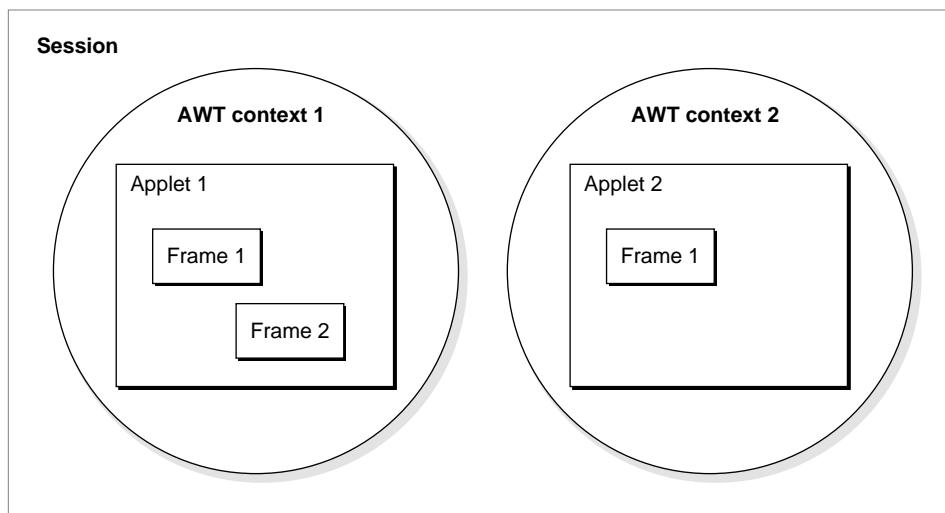 Session
AWT context 1
Applet 1
Frame 1
Frame 2
AWT context 2
Applet 2
Frame 1